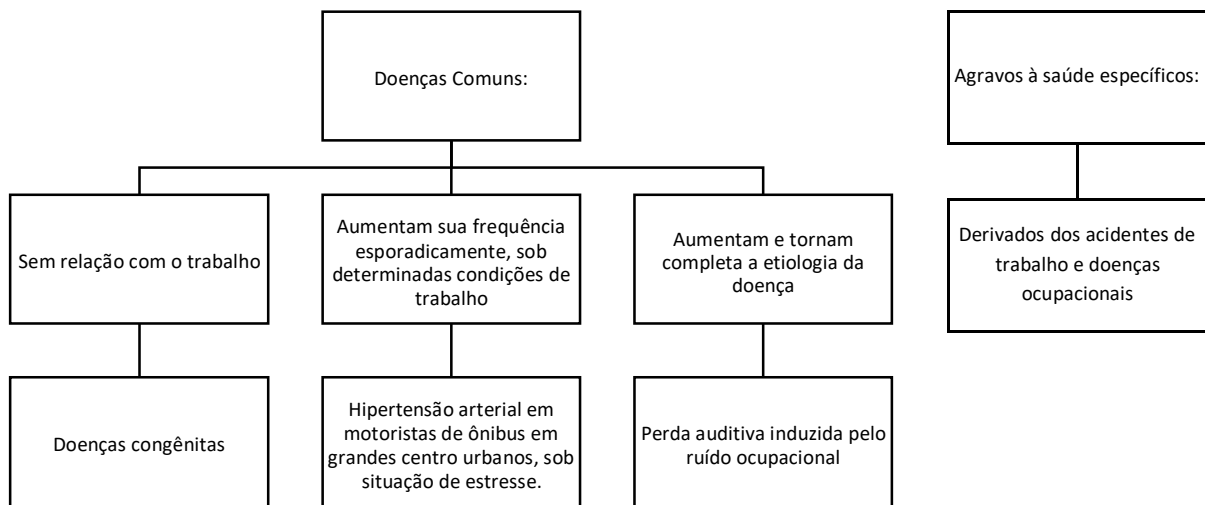 Doenças Comuns:
Agravos à saúde específicos:
Sem relação com o trabalho
Aumentam sua frequência
esporadicamente, sob
determinadas condições de
trabalho
Aumentam e tornam
completa a etiologia da
doença
Derivados dos acidentes de
trabalho e doenças
ocupacionais
Doenças congênitas
Hipertensão arterial em
motoristas de ônibus em
grandes centro urbanos, sob
situação de estresse.
Perda auditiva induzida pelo
ruído ocupacional